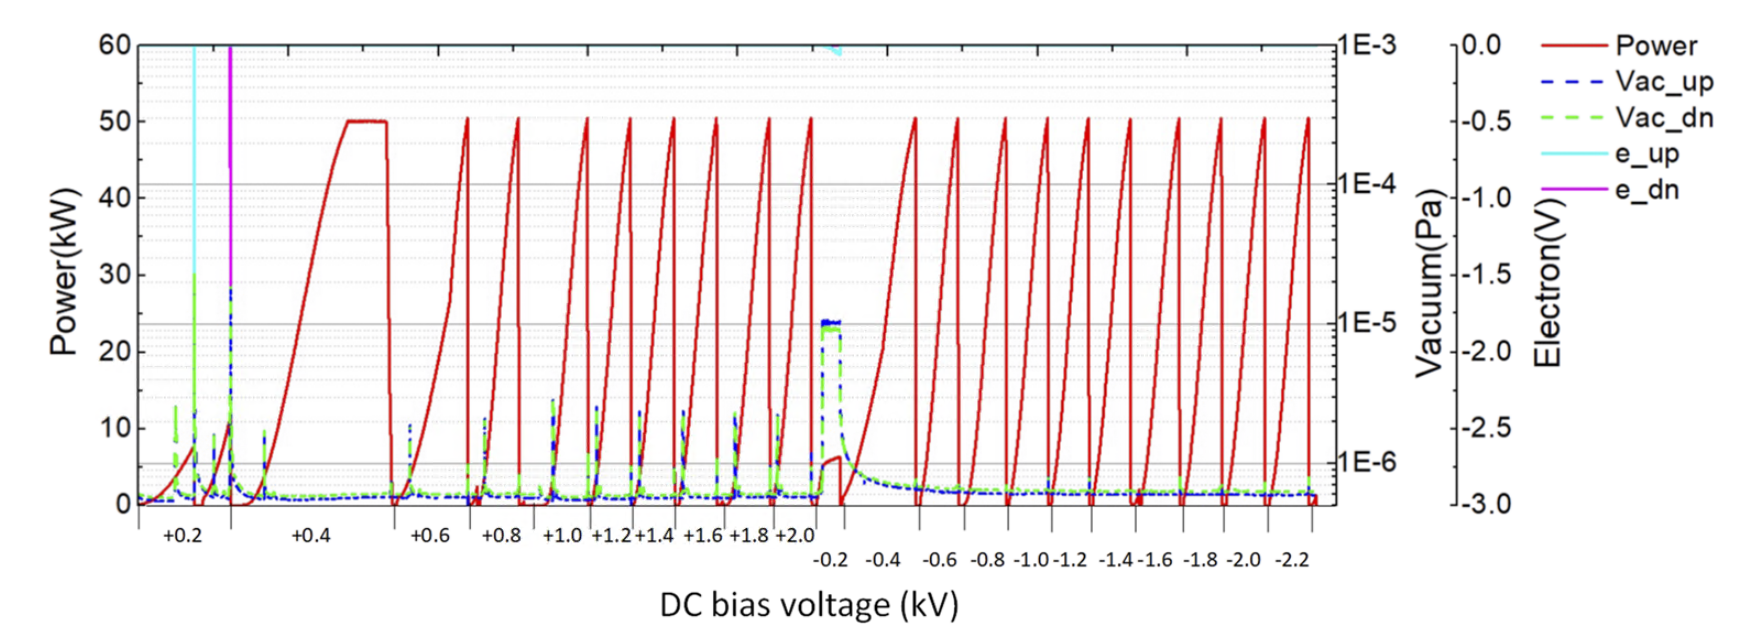 60 1E-3 0.0 Power
Vac_up
50 -0.5 Vac_dn
e_up
40 1E-4 -1.0 e_dn
30 -1.5
20 1E-5 -2.0
10 -2.5
1E-6
0 -3.0
Power(kW)
Vacuum(Pa)
Electron(V)
+0.2 +0.4 +0.6 +0.8 +1.0 +1.2 +1.4 +1.6 +1.8 +2.0
-0.2 -0.4 -0.6 -0.8 -1.0 -1.2 -1.4 -1.6 -1.8 -2.0 -2.2
DC bias voltage (kV)